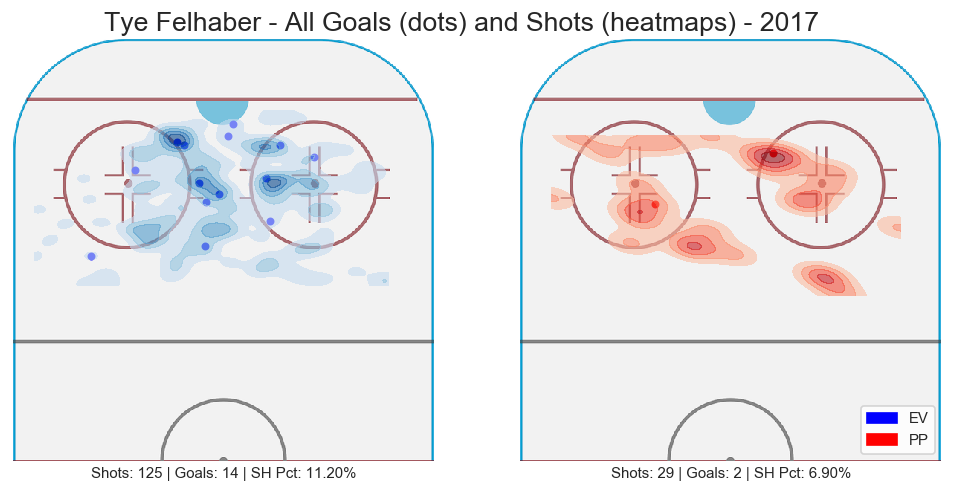 Tye Felhaber - All Goals (dots) and Shots (heatmaps) - 2017
EV
PP
Shots: 125 | Goals: 14 | SH Pct: 11.20%
Shots: 29 | Goals: 2 | SH Pct: 6.90%